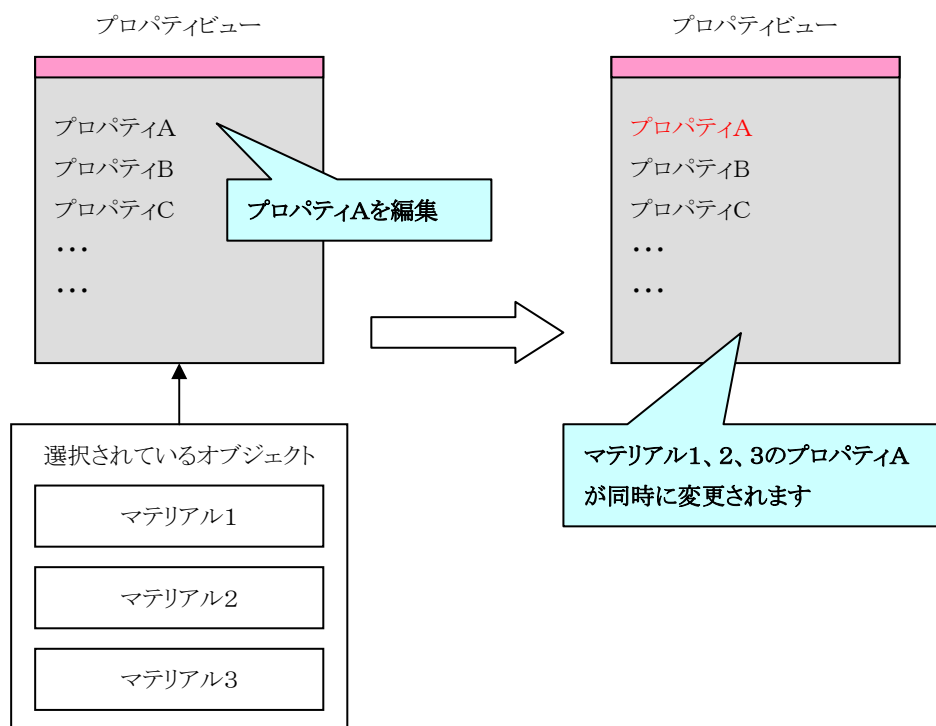 プロパティビュー
プロパティA
プロパティB
プロパティC
・・・
・・・
プロパティAを編集
選択されているオブジェクト
マテリアル1
マテリアル2
マテリアル3
プロパティビュー
プロパティA
プロパティB
プロパティC
・・・
・・・
マテリアル1、2、3のプロパティA
が同時に変更されます